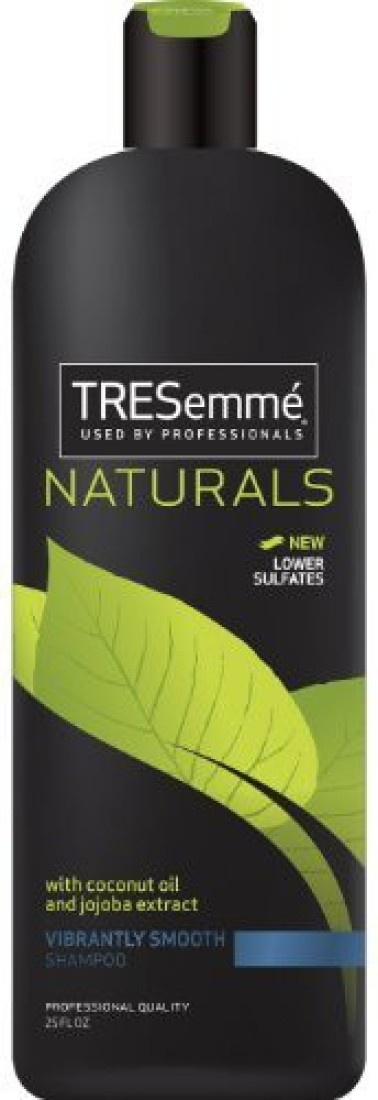 TRESemmé
USED BY PROFESSIONALS
NATURALS
NEW
LOWER
SULFATES
with coconut oil
and jojoba extract
VIBRANTLY SMOOTH
SHAMPOO
PROFESSIONAL QUALITY
25 FL OZ